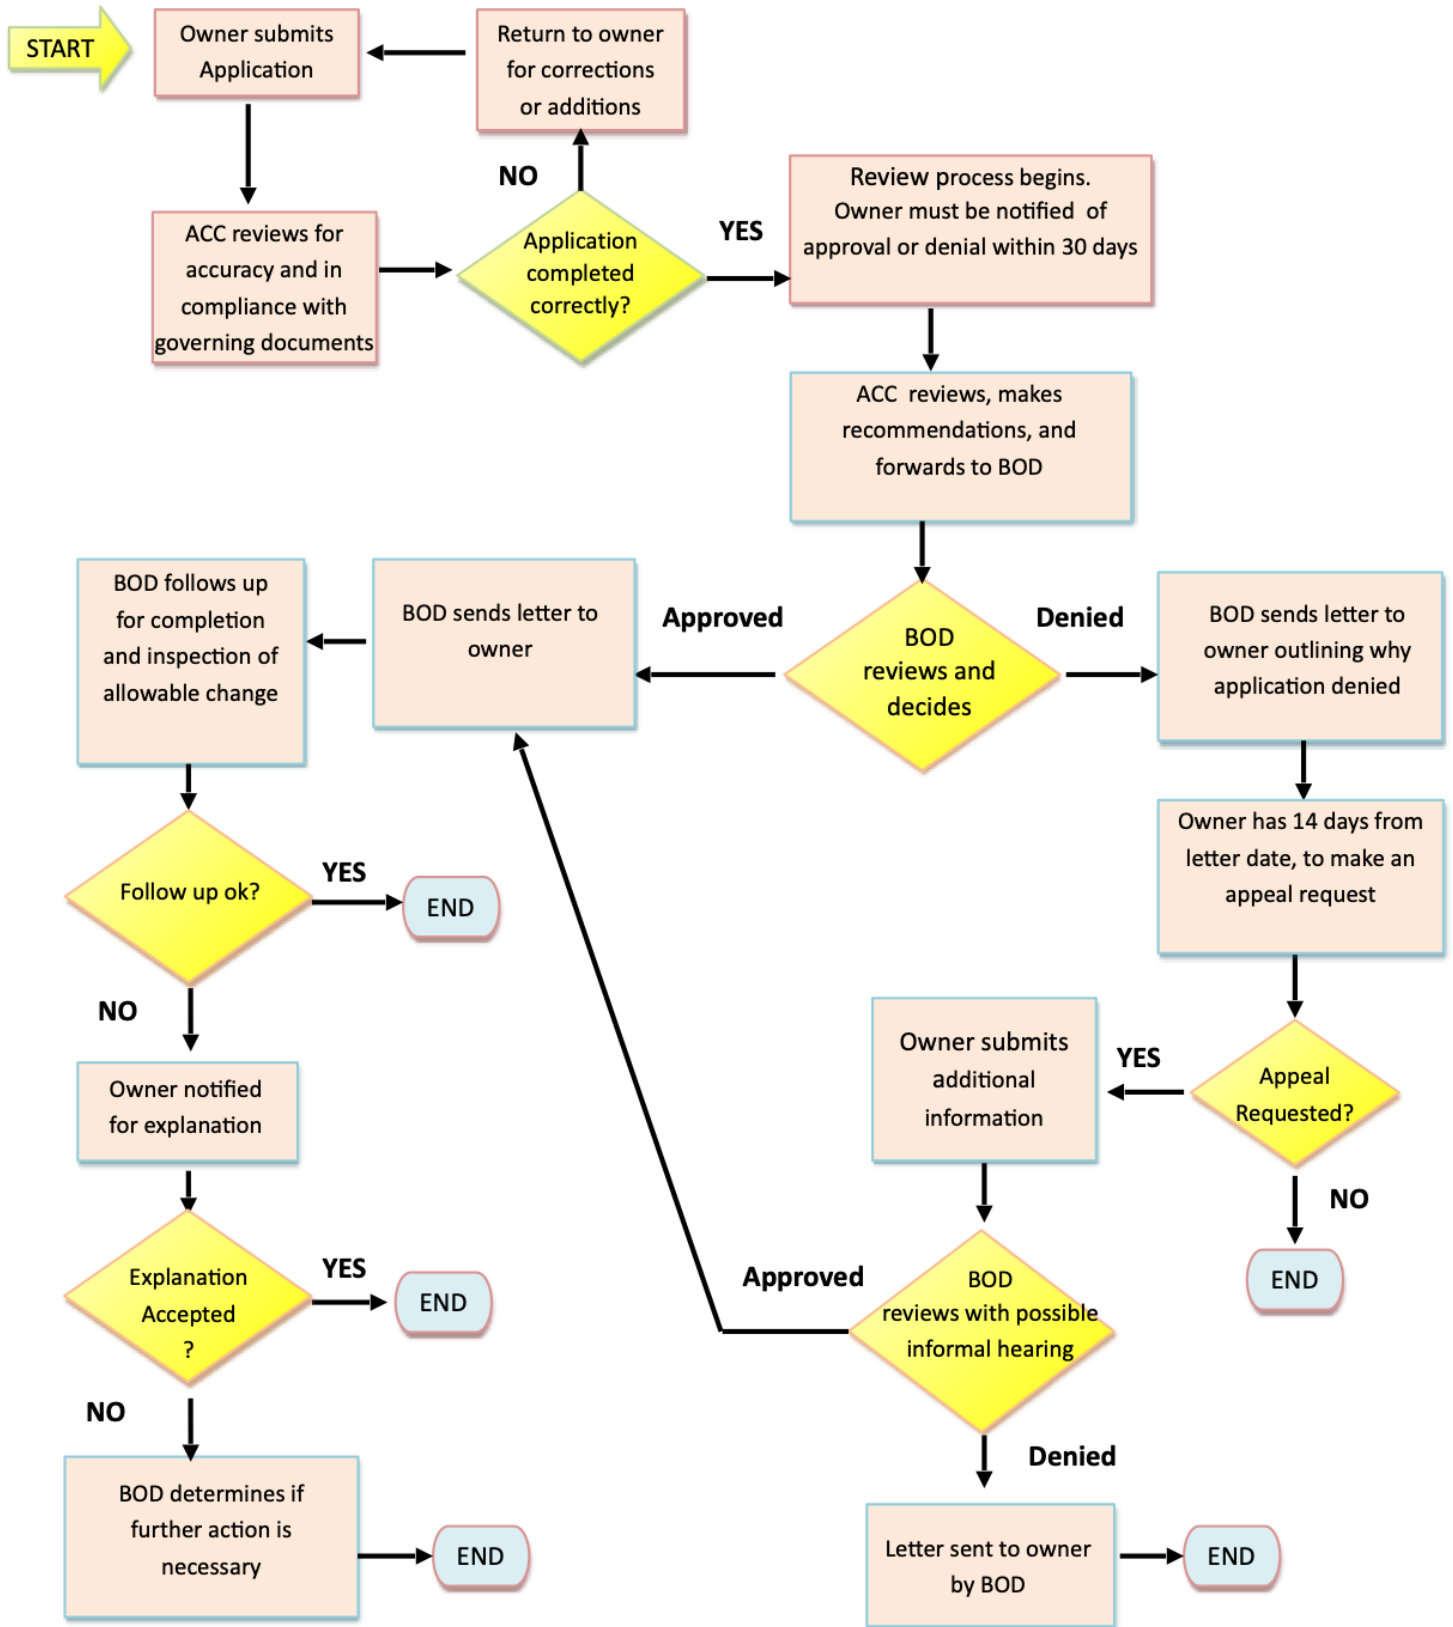 START
Owner submits
Application
Return to owner
for corrections
or additions
NO
ACC reviews for
accuracy and in
compliance with
governing documents
Application
completed
correctly?
YES
Review process begins.
Owner must be notified of
approval or denial within 30 days
ACC reviews, makes
recommendations, and
forwards to BOD
BOD
reviews and
decides
Approved
BOD sends letter to
owner
BOD follows up
for completion
and inspection of
allowable change
Denied
BOD sends letter to
owner outlining why
application denied
Owner has 14 days from
letter date, to make an
appeal request
Follow up ok?
YES
END
NO
Owner notified
for explanation
Explanation
Accepted
?
YES
END
NO
BOD determines if
further action is
necessary
END
Appeal
Requested?
YES
Owner submits
additional
information
NO
END
BOD
reviews with possible
informal hearing
Approved
Denied
Letter sent to owner
by BOD
END